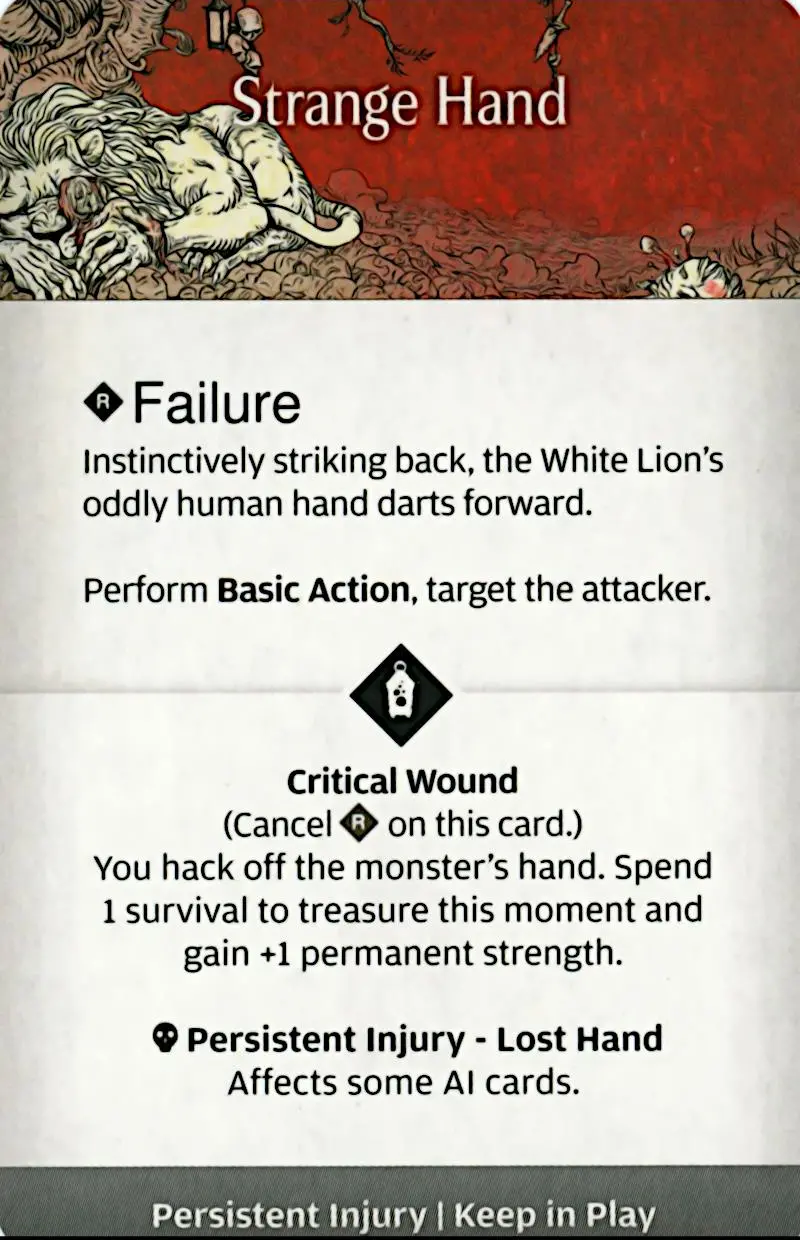 Strange Hand
R Failure
Instinctively striking back, the White Lion's
oddly human hand darts forward.
Perform Basic Action, target the attacker.
Critical Wound
(Cancel R on this card.)
You hack off the monster's hand. Spend
1 survival to treasure this moment and
gain +1 permanent strength.
Persistent Injury - Lost Hand
Affects some AI cards.
Persistent Injury | Keep in Play